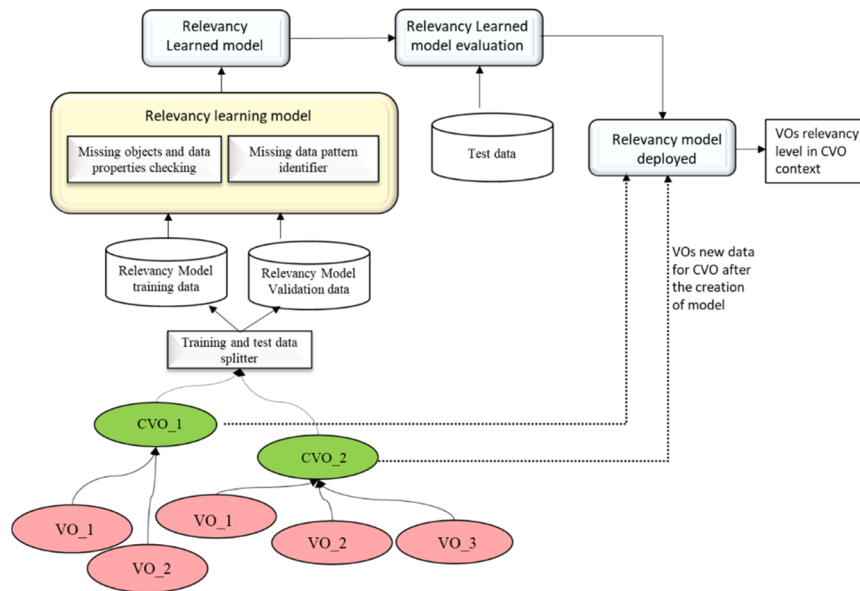 Relevancy
Learned model
Relevancy Learned
model evaluation
Relevancy learning model
Missing objects and data
properties checking
Missing data pattern
identifier
Test data
Relevancy model
deployed
VOs relevancy
level in CVO
context
Relevancy Model
training data
Relevancy Model
Validation data
VOs new data
for CVO after
the creation
of model
Training and test data
splitter
CVO_1
CVO_2
VO_1
VO_2
VO_1
VO_2
VO_3